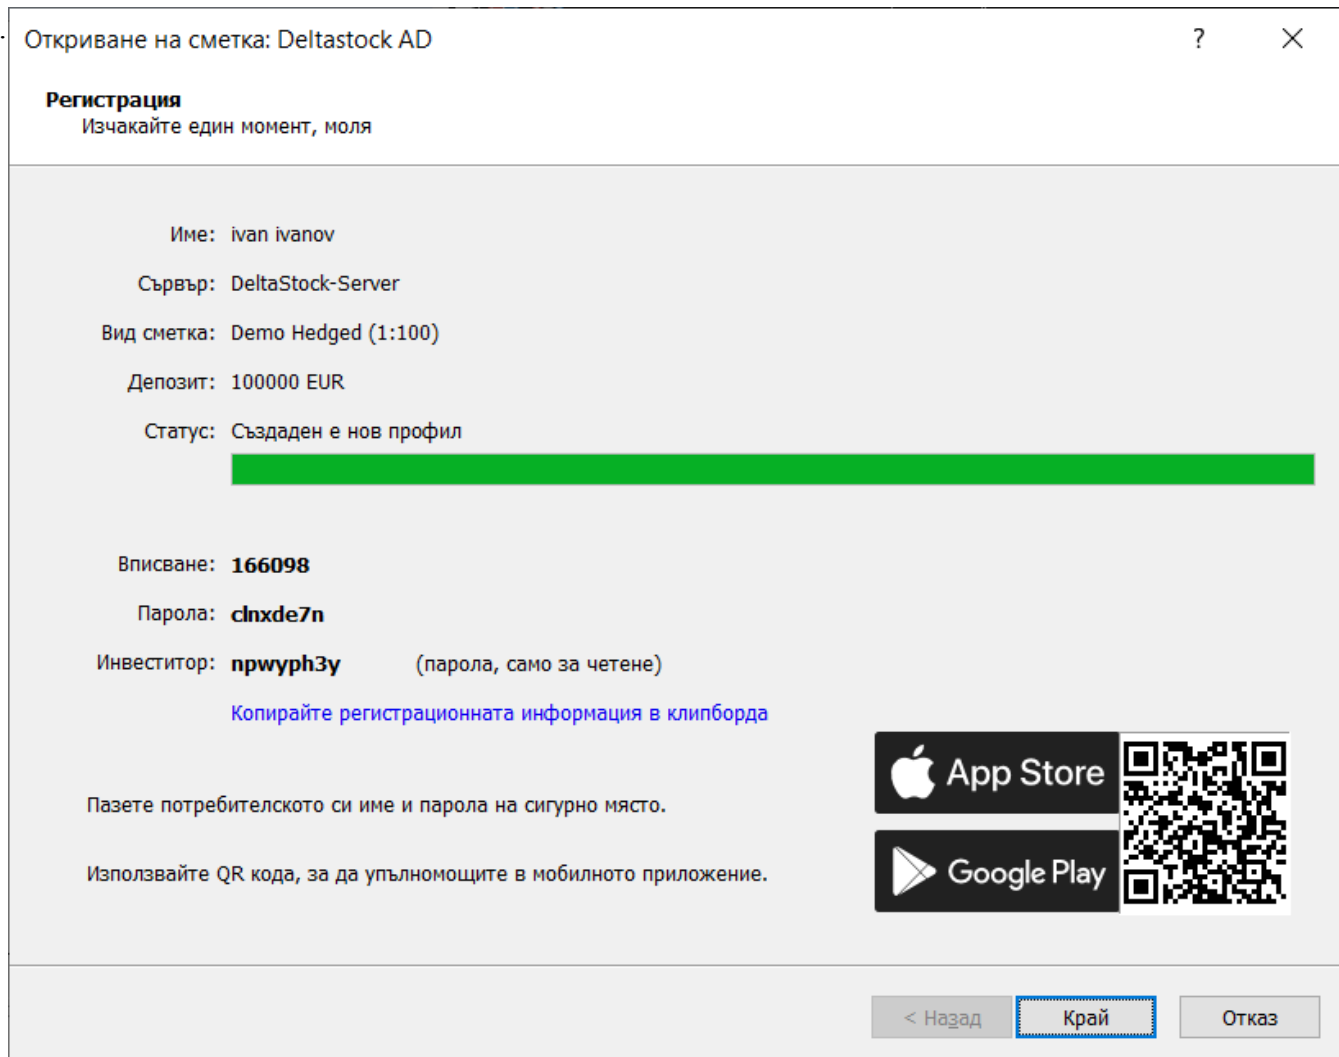 Откриване на сметка: Deltastock AD
?
Регистрация
Изчакайте един момент, моля
Име: ivan ivanov
Сървър: DeltaStock-Server
Вид сметка: Demo Hedged (1:100)
Депозит: 100000 EUR
Статус: Създаден е нов профил
Вписване: 166098
Парола: clnxde7n
Инвеститор: npwyph3y (парола, само за четене)
Копирайте регистрационната информация в клипборда
App Store
Пазете потребителското си име и парола на сигурно място.
Google Play
Използвайте QR кода, за да упълномощите в мобилното приложение.
< Назад Край Отказ